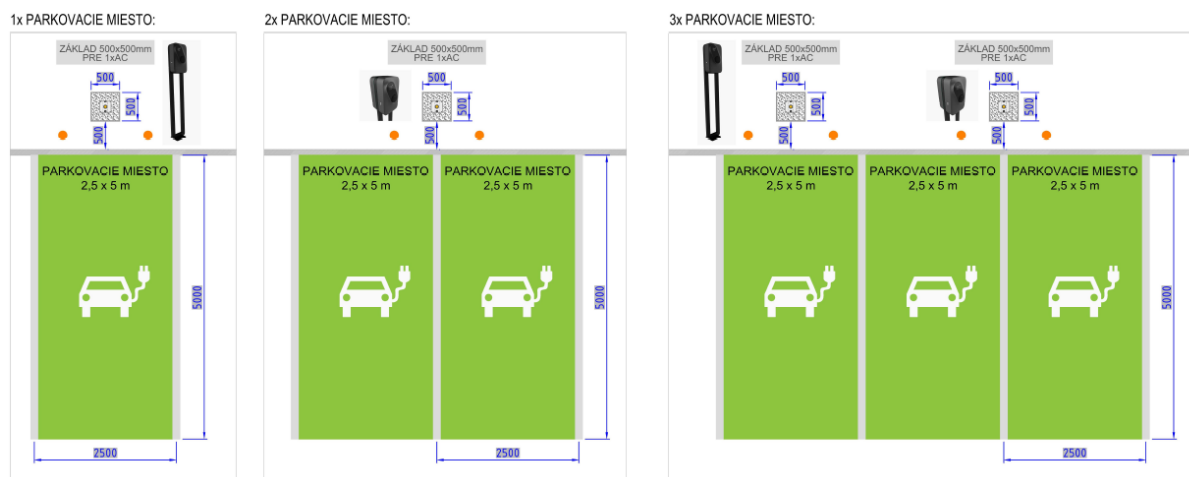 1x PARKOVACIE MIESTO:
ZÁKLAD 500x500mm
PRE 1xAC
500
500
500
PARKOVACIE MIESTO
2,5 x 5 m
5000
2500
2x PARKOVACIE MIESTO:
ZÁKLAD 500x500mm
PRE 1xAC
500
500
500
PARKOVACIE MIESTO
2,5 x 5 m
PARKOVACIE MIESTO
2,5 x 5 m
5000
2500
3x PARKOVACIE MIESTO:
ZÁKLAD 500x500mm
PRE 1xAC
500
500
500
ZÁKLAD 500x500mm
PRE 1xAC
500
500
500
PARKOVACIE MIESTO
2,5 x 5 m
PARKOVACIE MIESTO
2,5 x 5 m
PARKOVACIE MIESTO
2,5 x 5 m
5000
2500